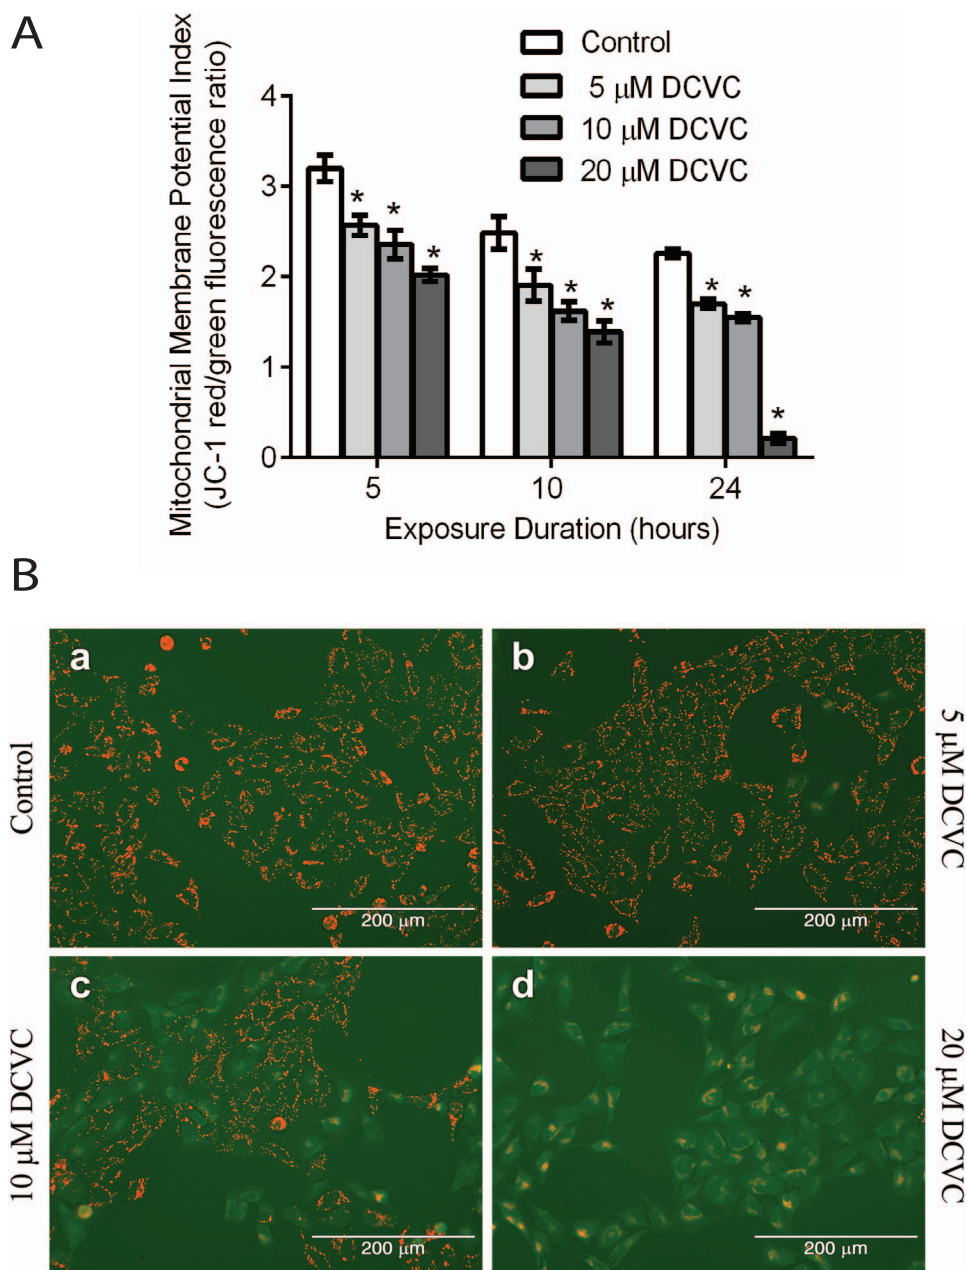 A
Mitochondrial Membrane Potential Index
(JC-1 red/green fluorescence ratio)
Control
5 μM DCVC
10 μM DCVC
20 μM DCVC
4
3
2
1
0
* * *
* * *
* * *
5 10 24
Exposure Duration (hours)
B
Control
a
200 μm
b
200 μm
5 μM DCVC
10 μM DCVC
c
200 μm
d
200 μm
20 μM DCVC